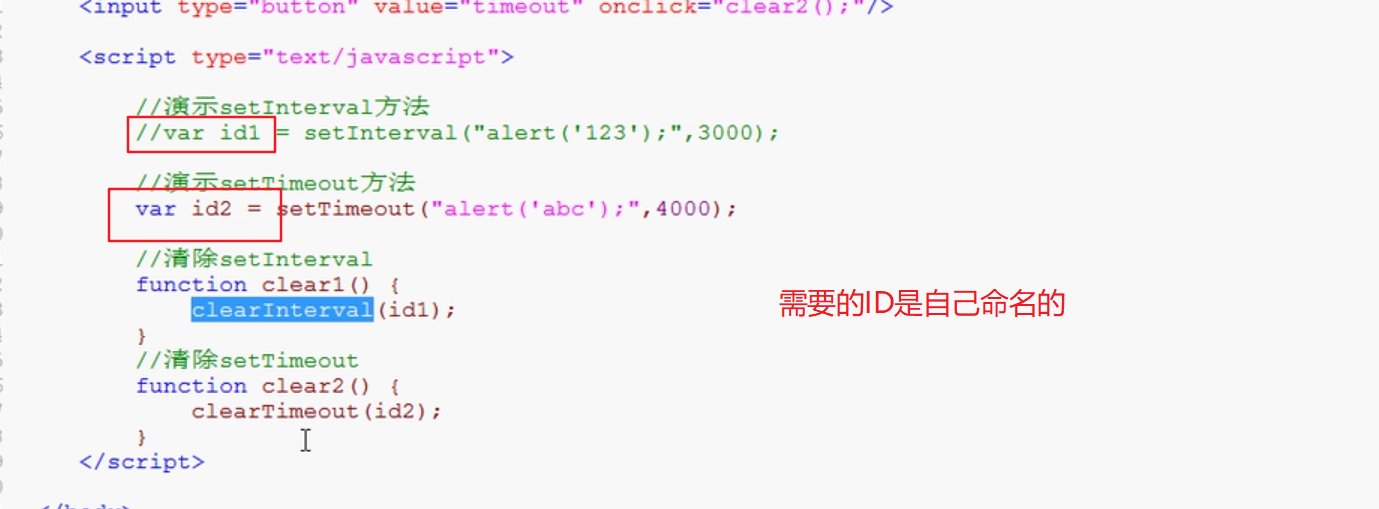 <input type="button" value="timeout" onclick="clear2();"/>
<script type="text/javascript">
//演示setInterval方法
//var id1 = setInterval("alert('123');",3000);
//演示setTimeout方法
var id2 = setTimeout("alert('abc');",4000);
//清除setInterval
function clear1() {
clearInterval(id1);
}
需要的ID是自己命名的
//清除setTimeout
function clear2() {
clearTimeout(id2);
}
</script>
</body>